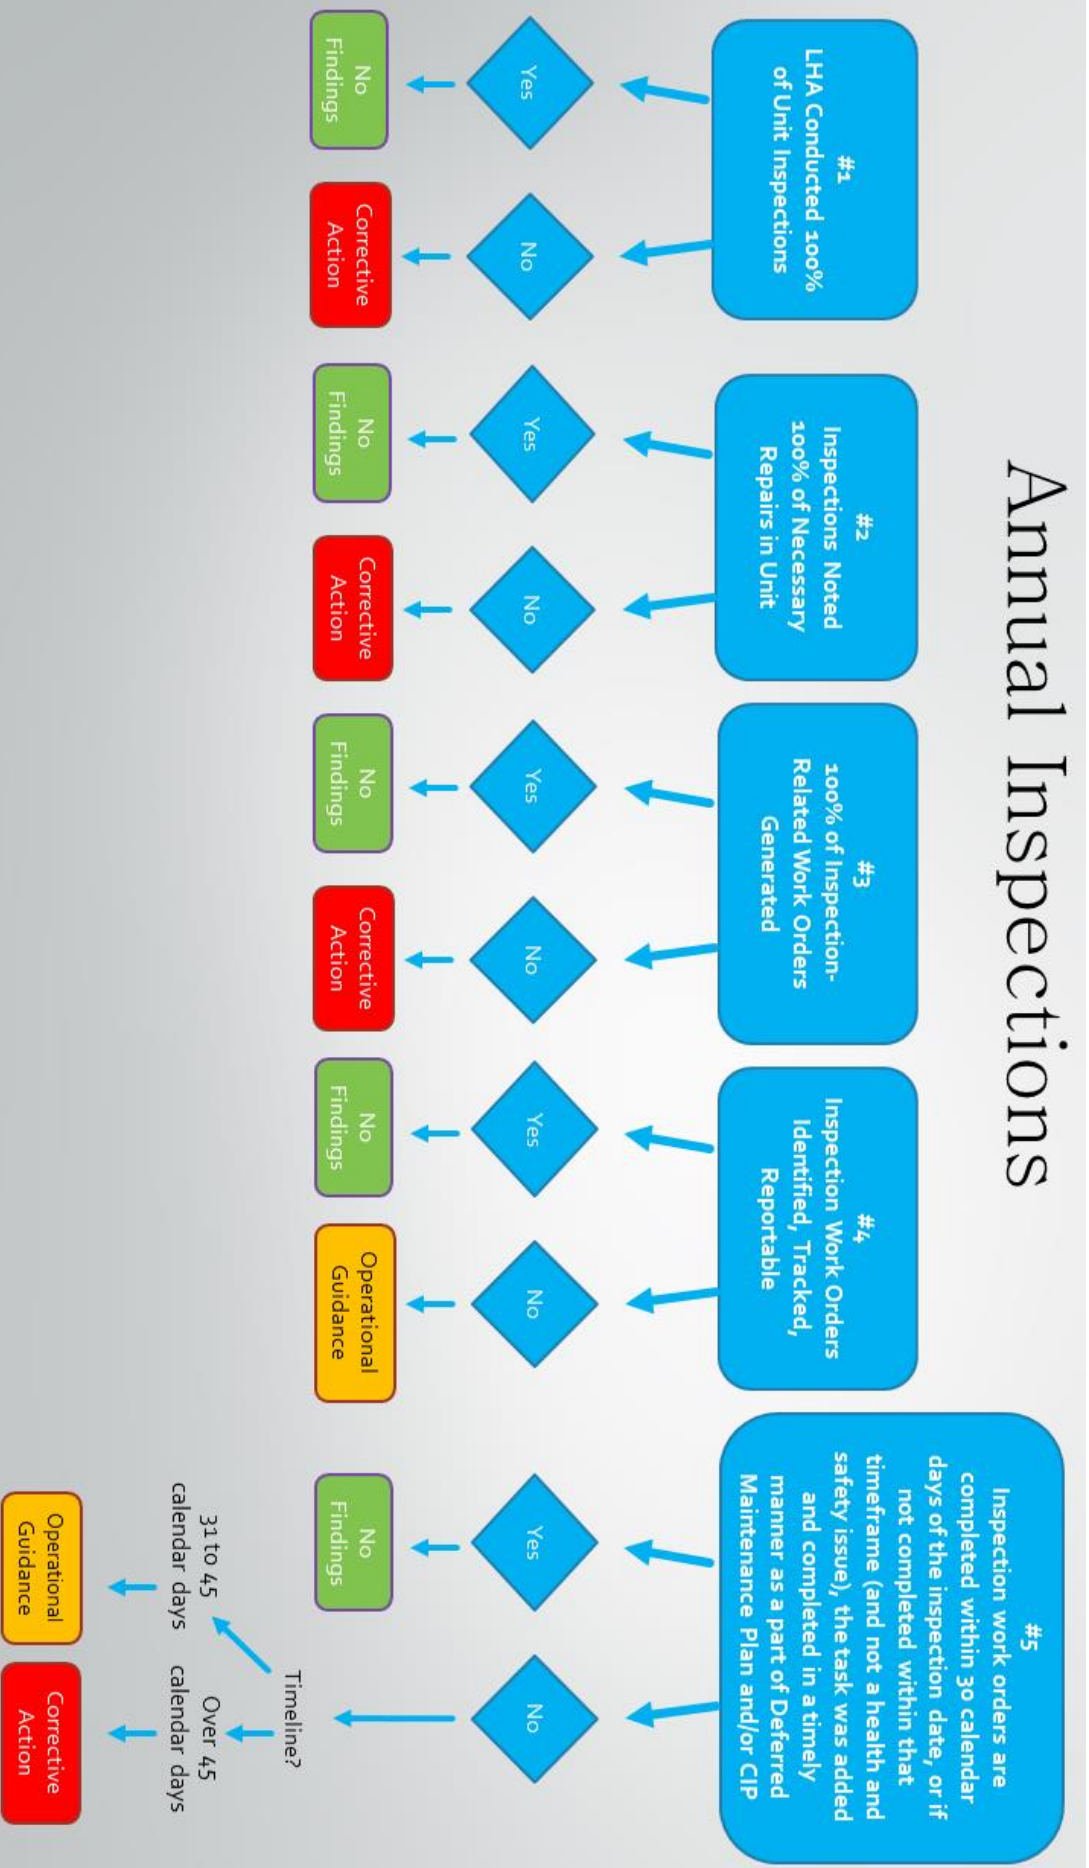 Annual Inspections
#1
LHA Conducted 100%
of Unit Inspections
Yes
No
Findings
No
Corrective
Action
#2
Inspections Noted
100% of Necessary
Repairs in Unit
Yes
No
Findings
No
Corrective
Action
#3
100% of Inspection-
Related Work Orders
Generated
Yes
No
Findings
No
Corrective
Action
#4
Inspection Work Orders
Identified, Tracked,
Reportable
Yes
No
Findings
No
Operational
Guidance
#5
Inspection work orders are
completed within 30 calendar
days of the inspection date, or if
not completed within that
timeframe (and not a health and
safety issue), the task was added
and completed in a timely
manner as a part of Deferred
Maintenance Plan and/or CIP
Yes
No
Findings
No
Timeline?
31 to 45
calendar days
Operational
Guidance
Over 45
calendar days
Corrective
Action